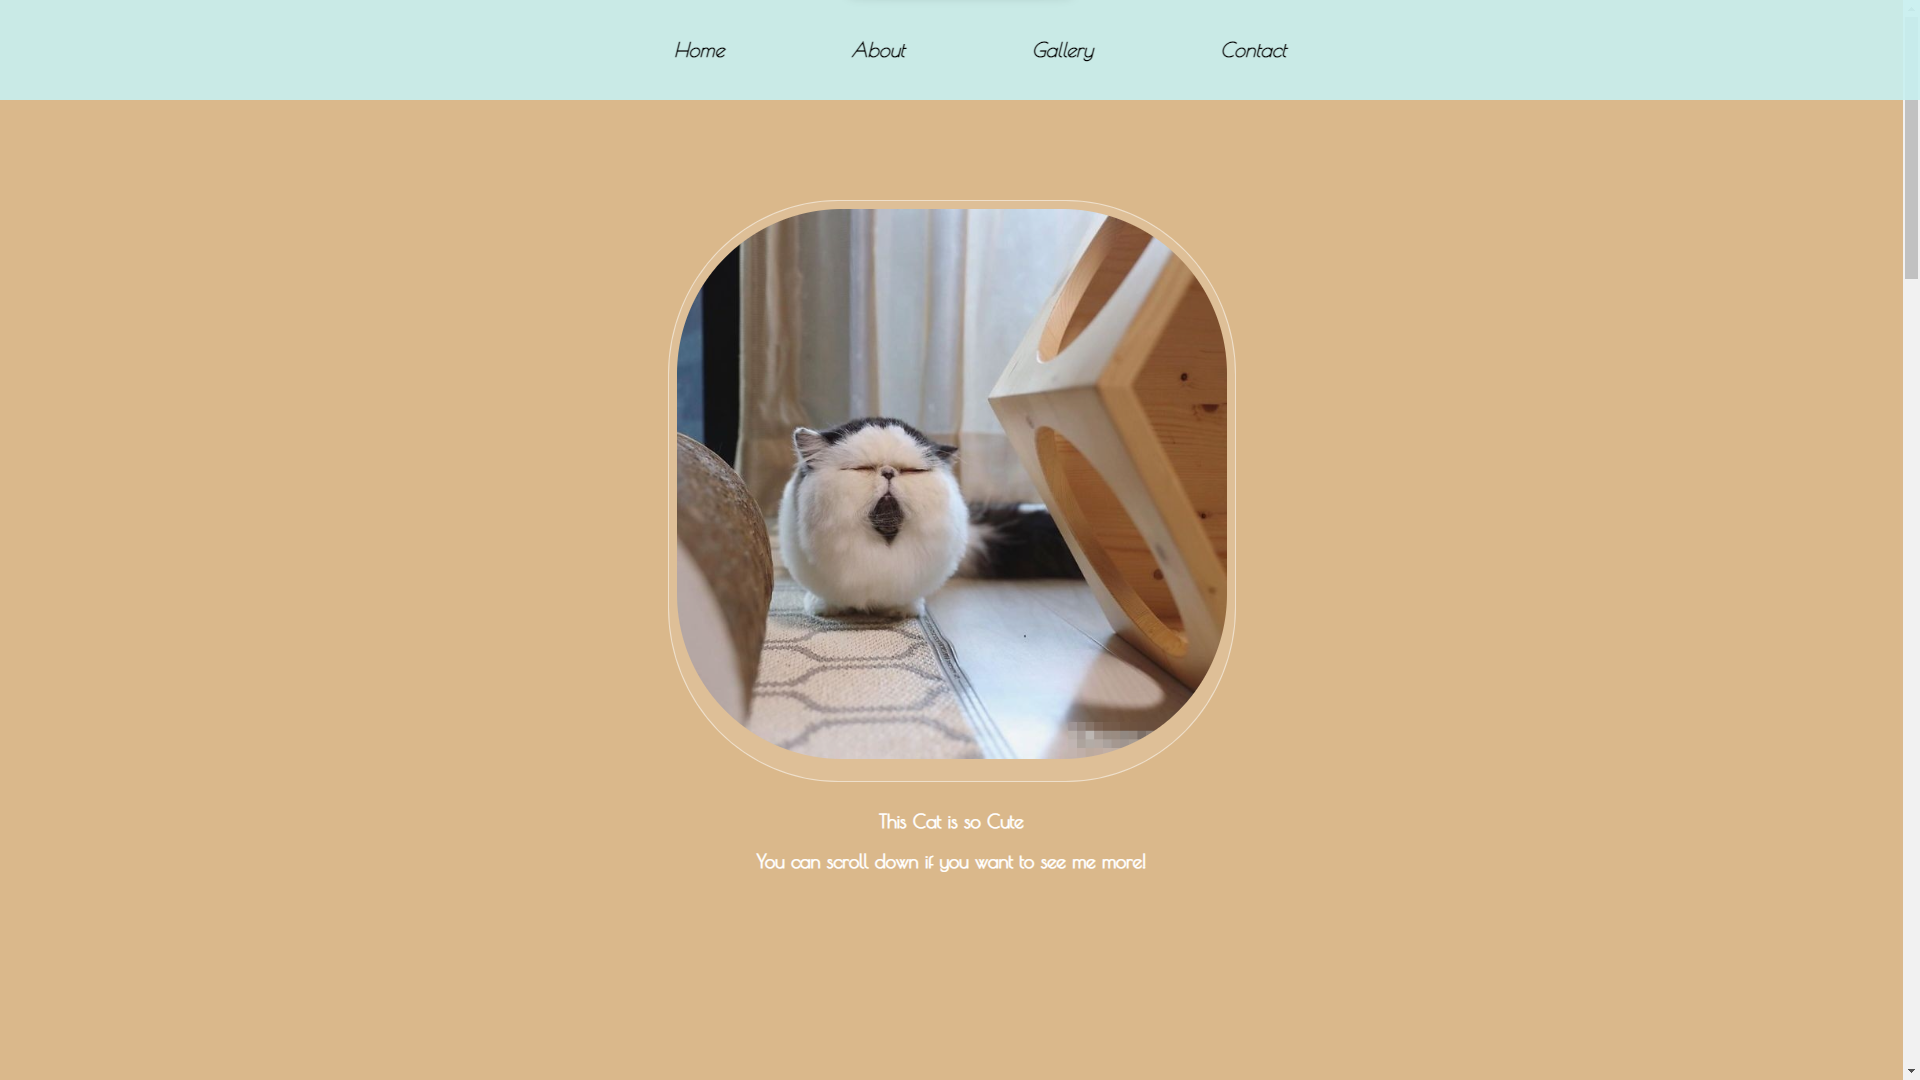 Home About Gallery Contact
This Cat is so Cute
You can scroll down if you want to see me more!